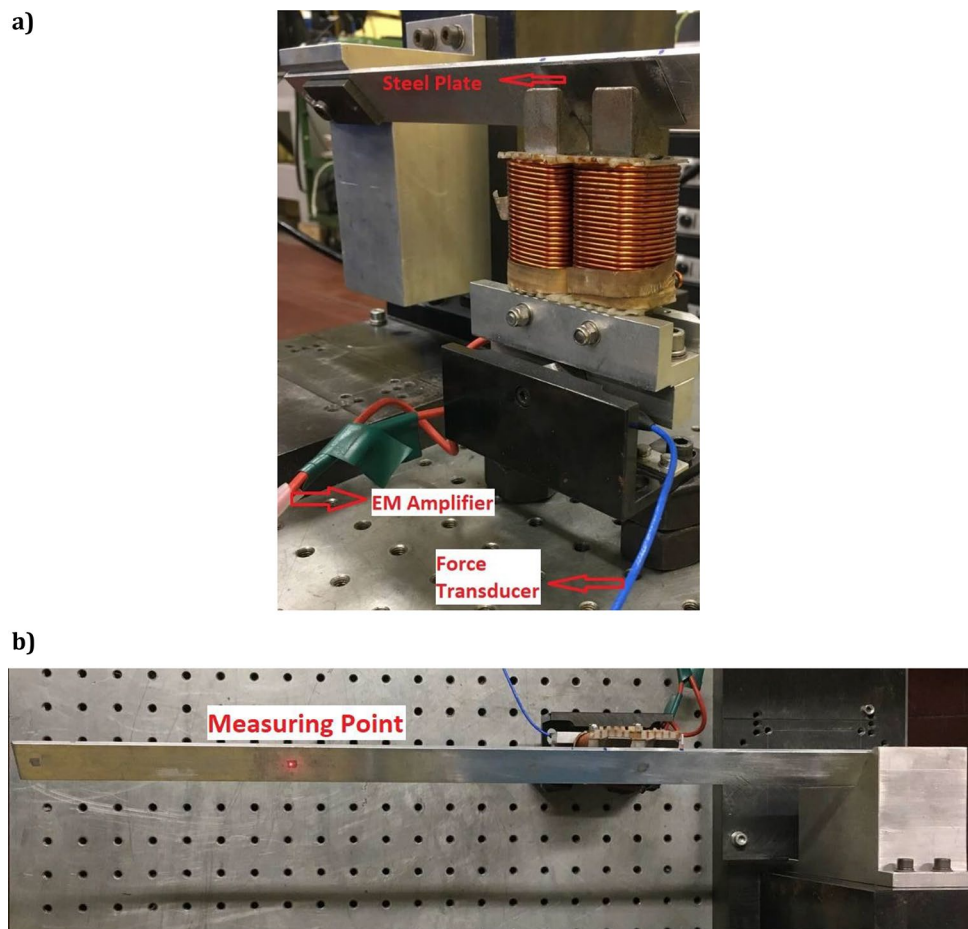 a)
Steel Plate
EM Amplifier
Force
Transducer
b)
Measuring Point